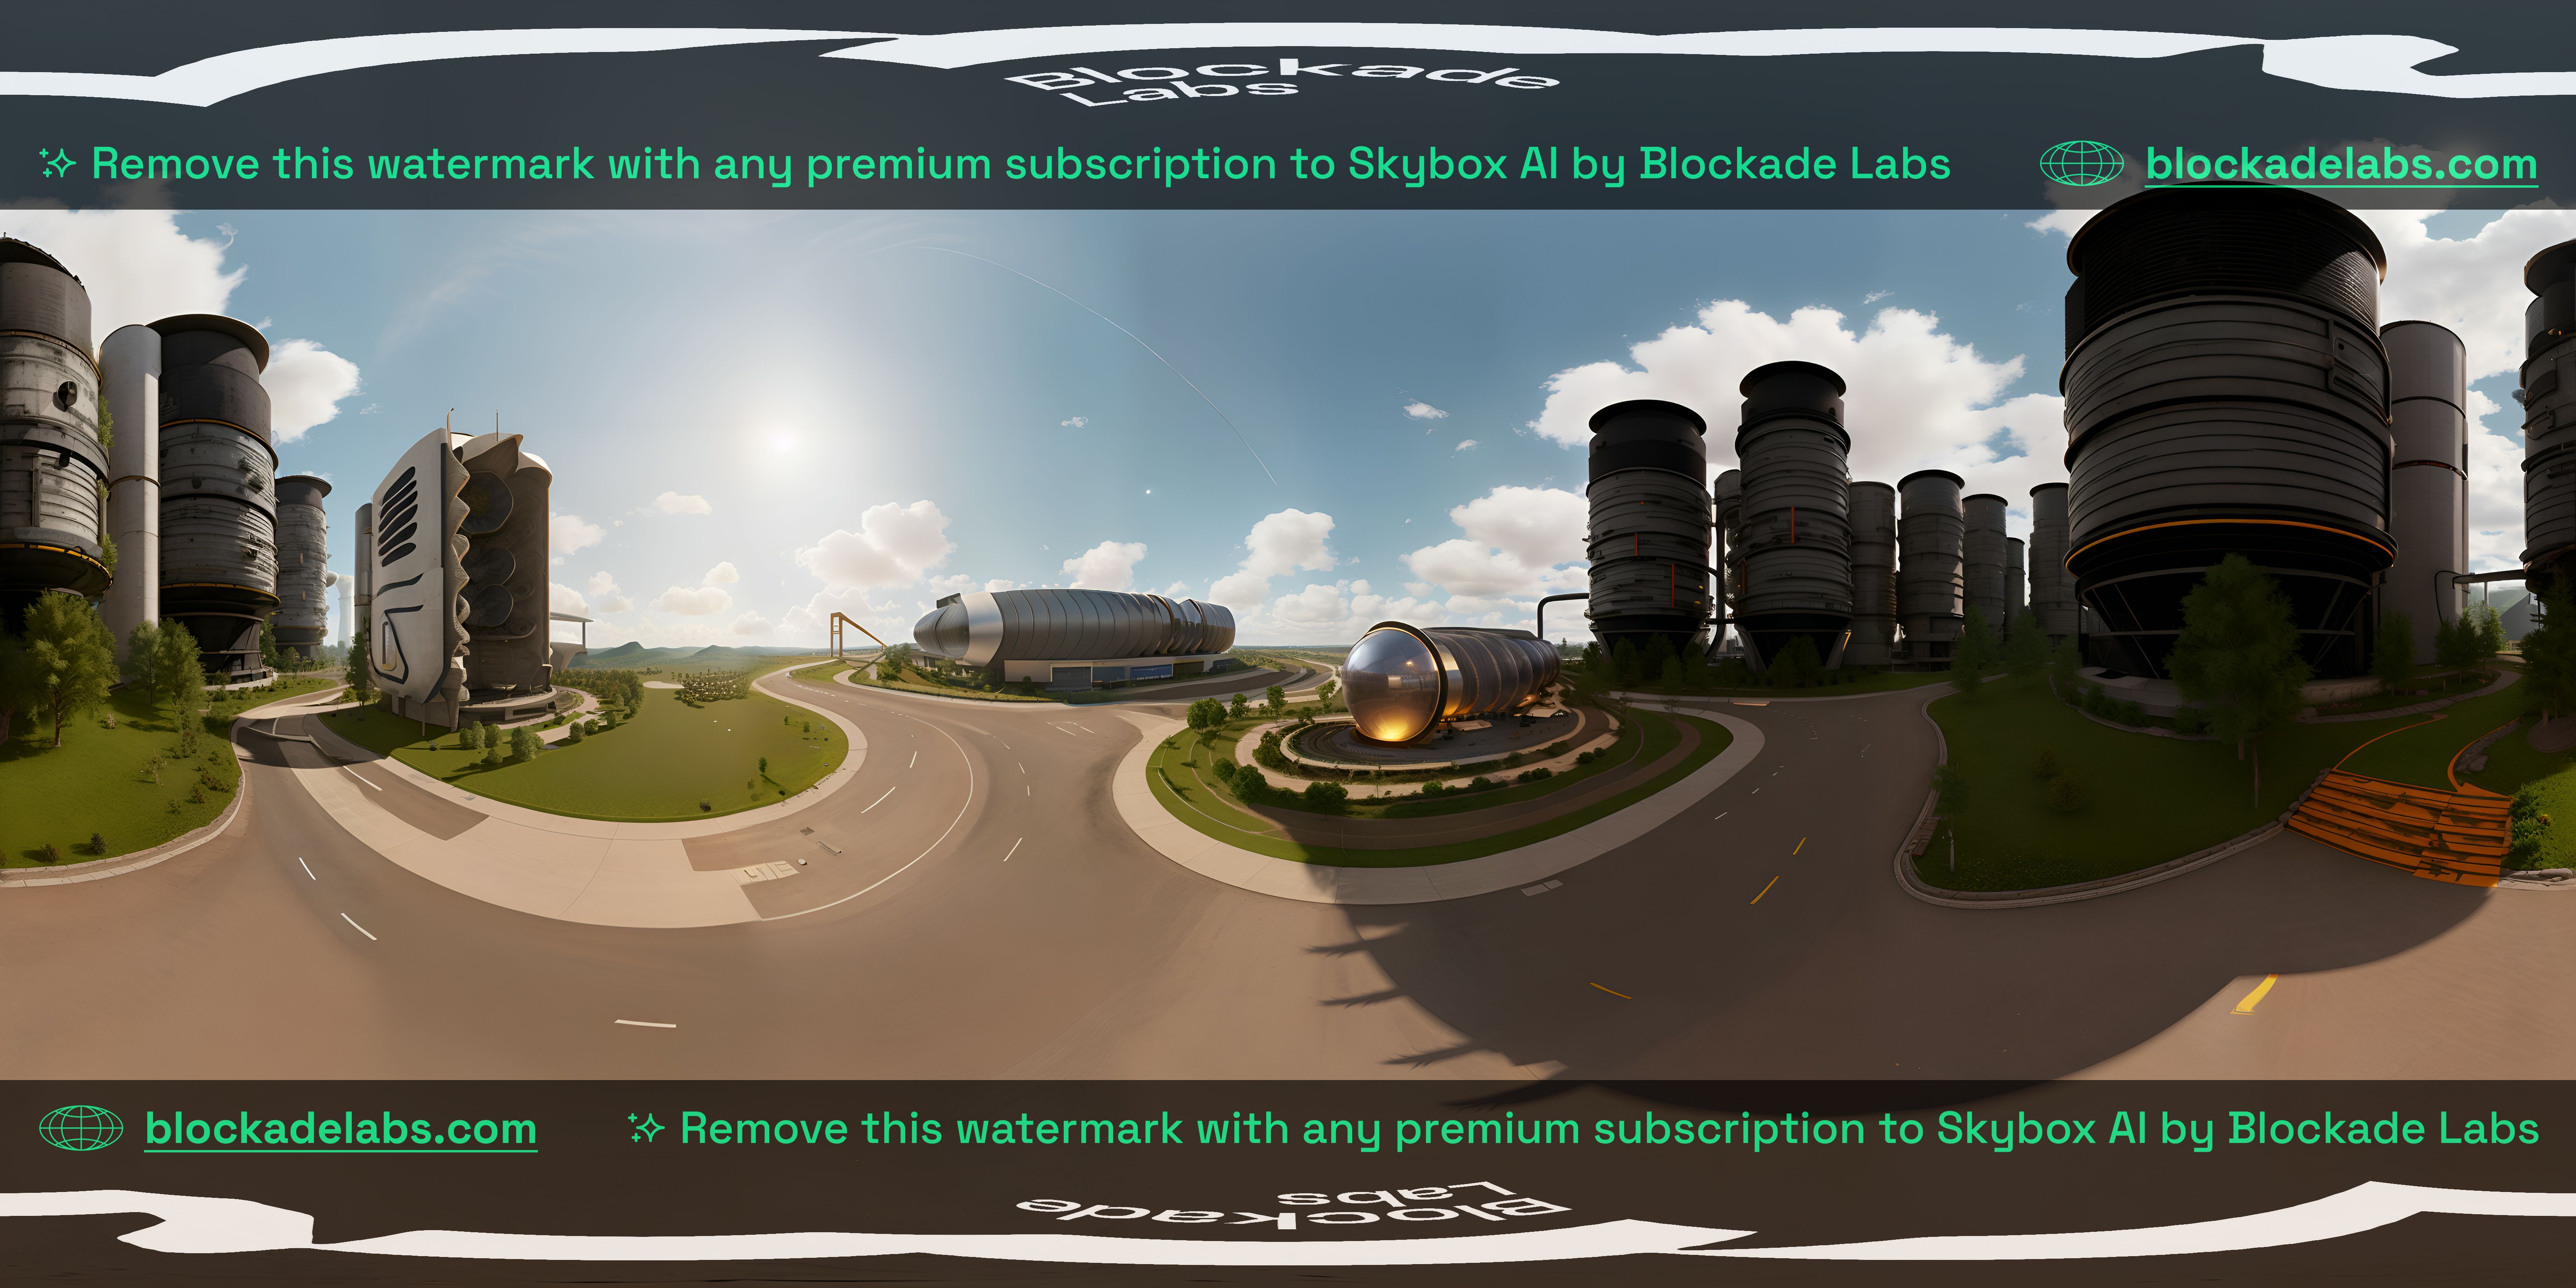 Blockade
Labs
Remove this watermark with any premium subscription to Skybox AI by Blockade Labs
blockadelabs.com
blockadelabs.com
Remove this watermark with any premium subscription to Skybox AI by Blockade Labs
Blockade
Labs